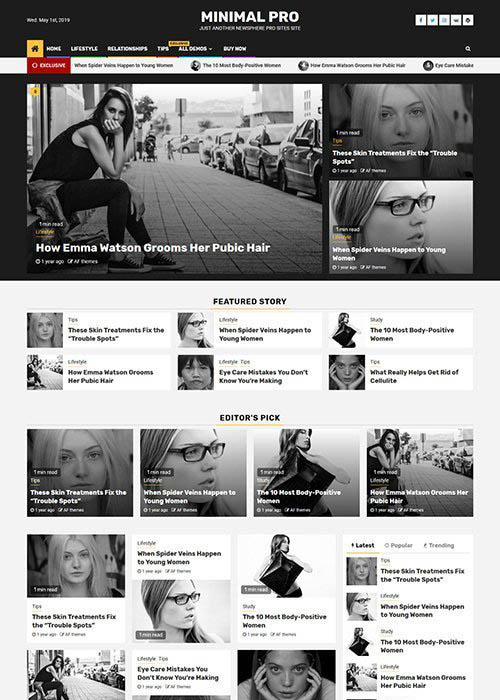 MINIMAL PRO
Wed. May 1st, 2019
JUST ANOTHER NEWSPHERE PRO SITES SITE
HOME LIFESTYLE RELATIONSHIPS TIPS ALL DEMOS BUY NOW
EXCLUSIVE When Spider Veins Happen to Young Women The 10 Most Body-Positive Women How Emma Watson Grooms Her Pubic Hair Eye Care Mistake
1 min read
Lifestyle
How Emma Watson Grooms Her Pubic Hair
1 year ago AF themes
1 min read
Tips
These Skin Treatments Fix the “Trouble
Spots”
1 year ago AF themes
1 min read
Lifestyle
When Spider Veins Happen to Young
Women
1 year ago AF themes
FEATURED STORY
Tips
These Skin Treatments Fix the
“Trouble Spots”
Lifestyle
When Spider Veins Happen to
Young Women
Study
The 10 Most Body-Positive
Women
Lifestyle
How Emma Watson Grooms
Her Pubic Hair
Lifestyle Tips
Eye Care Mistakes You Don’t
Know You’re Making
Lifestyle
What Really Helps Get Rid of
Cellulite
EDITOR'S PICK
1 min read
Tips
These Skin Treatments Fix the
“Trouble Spots”
1 year ago AF themes
1 min read
Lifestyle
When Spider Veins Happen to
Young Women
1 year ago AF themes
1 min read
Study
The 10 Most Body-Positive
Women
1 year ago AF themes
1 min read
Lifestyle
How Emma Watson Grooms Her
Pubic Hair
1 year ago AF themes
1 min read
Tips
These Skin Treatments Fix
the “Trouble Spots”
1 year ago AF themes
Lifestyle
When Spider Veins Happen
to Young Women
1 year ago AF themes
1 min read
1 min read
Study
The 10 Most Body-Positive
Women
1 year ago AF themes
Lifestyle Tips
Eye Care Mistakes You
Don’t Know You’re Making
1 year ago AF themes
Latest Popular Trending
Tips
These Skin Treatments Fix
the “Trouble Spots”
Lifestyle
When Spider Veins Happen
to Young Women
Study
The 10 Most Body-Positive
Women
Lifestyle
How Emma Watson Grooms
Her Pubic Hair